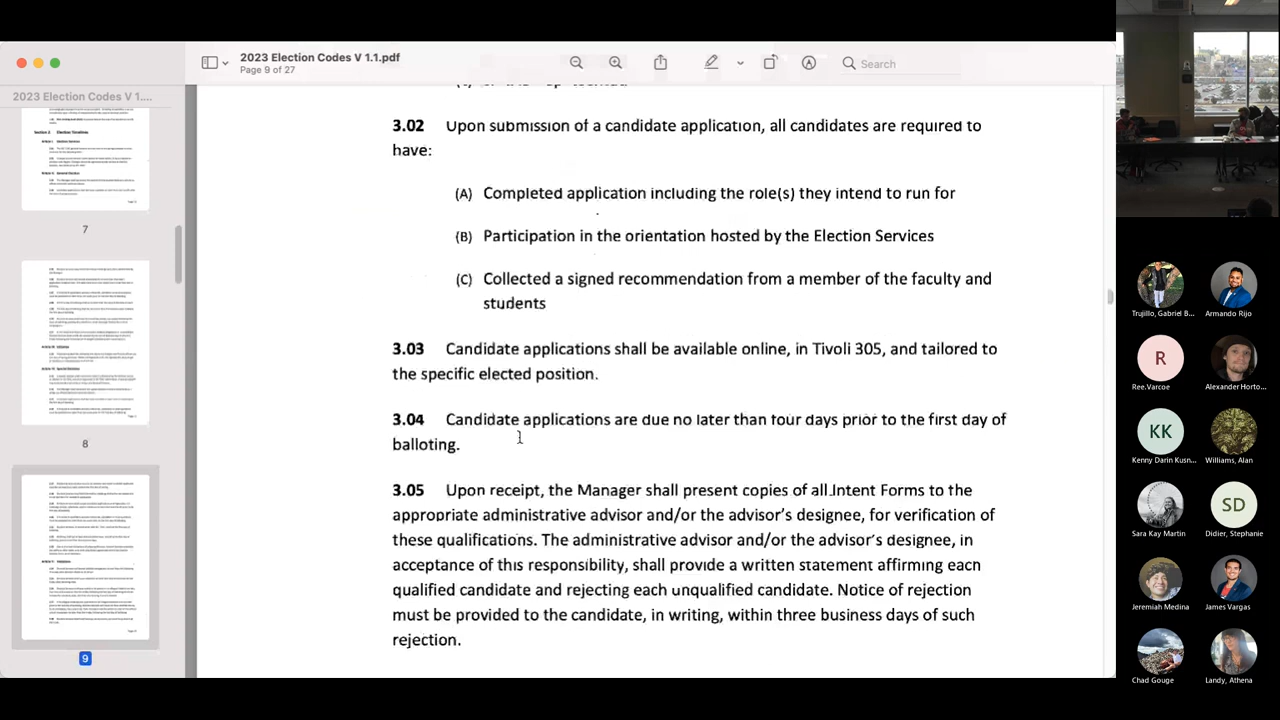 2023 Election Codes V 1.1.pdf
Page 9 of 27
Search
2023 Election Codes V 1....
7
8
9
3.02 Upon submission of a candidate application, all candidates are required to
have:
(A) Completed application including the role(s) they intend to run for
(B) Participation in the orientation hosted by the Election Services
(C) Collected a signed recommendation from a member of the faculty and
students
3.03 Candidate applications shall be available online, in Tivoli 305, and tailored to
the specific elected position.
3.04 Candidate applications are due no later than four days prior to the first day of
balloting.
3.05 Upon receipt, the Manager shall present copies of all Intent Forms to the
appropriate administrative advisor and/or the advisor's designee, for verification of
these qualifications. The administrative advisor and/or the advisor's designee, in
acceptance of this responsibility, shall provide a written statement affirming each
qualified candidate and rejecting each unqualified candidate. Notice of rejection
must be provided to the candidate, in writing, within three business days of such
rejection.
Trujillo, Gabriel B...
Armando Rijo
R
Ree.Varcoe
Alexander Horto...
KK
Kenny Darin Kusn...
Williams, Alan
SD
Sara Kay Martin
Didier, Stephanie
Jeremiah Medina
James Vargas
Chad Gouge
Landy, Athena